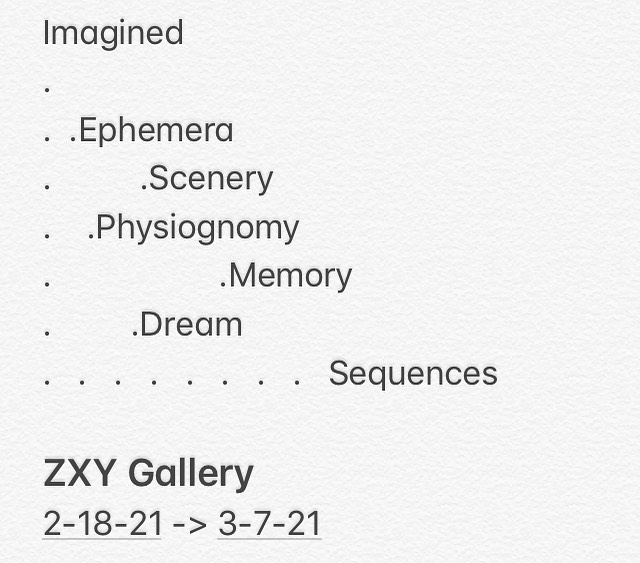 Imagined
.
.  .Ephemera
.          .Scenery
.    .Physiognomy
.                   .Memory
.         .Dream
.   .   .   .   .   .   .   .   Sequences
ZXY Gallery
2-18-21 -> 3-7-21